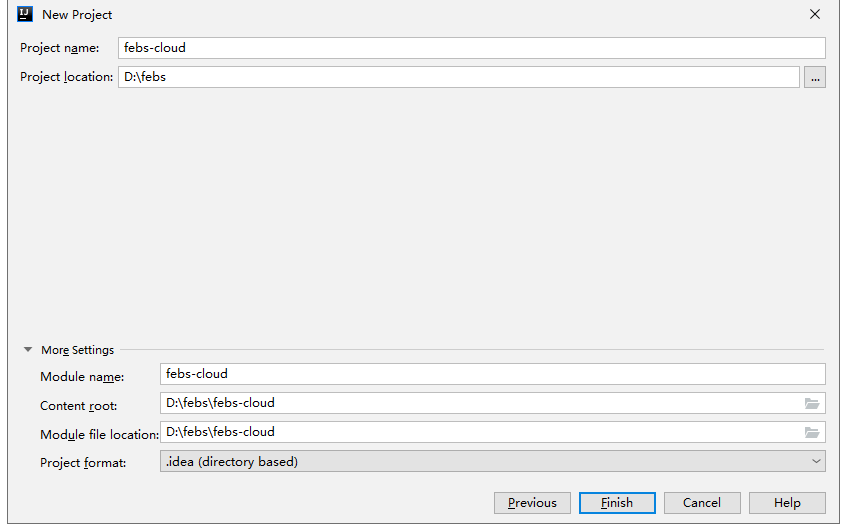 New Project
Project name: febs-cloud
Project location: D:\febs ...
More Settings
Module name: febs-cloud
Content root: D:\febs\febs-cloud
Module file location: D:\febs\febs-cloud
Project format: .idea (directory based)
Previous Finish Cancel Help